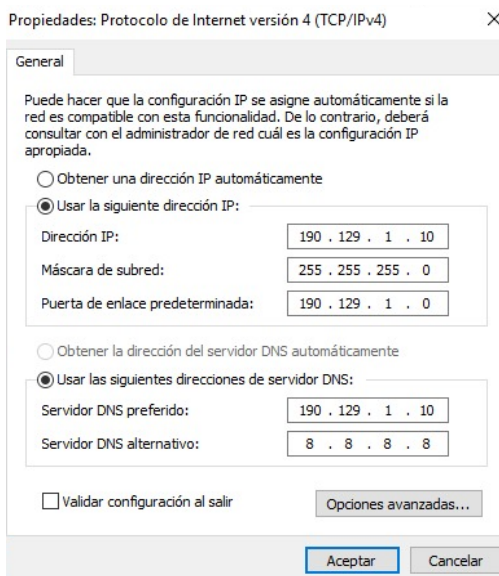 Propiedades: Protocolo de Internet versión 4 (TCP/IPv4)
General
Puede hacer que la configuración IP se asigne automáticamente si la
red es compatible con esta funcionalidad. De lo contrario, deberá
consultar con el administrador de red cuál es la configuración IP
apropiada.
Obtener una dirección IP automáticamente
Usar la siguiente dirección IP:
Dirección IP: 190 . 129 . 1 . 10
Máscara de subred: 255 . 255 . 255 . 0
Puerta de enlace predeterminada: 190 . 129 . 1 . 0
Obtener la dirección del servidor DNS automáticamente
Usar las siguientes direcciones de servidor DNS:
Servidor DNS preferido: 190 . 129 . 1 . 10
Servidor DNS alternativo: 8 . 8 . 8 . 8
Validar configuración al salir Opciones avanzadas...
Aceptar Cancelar